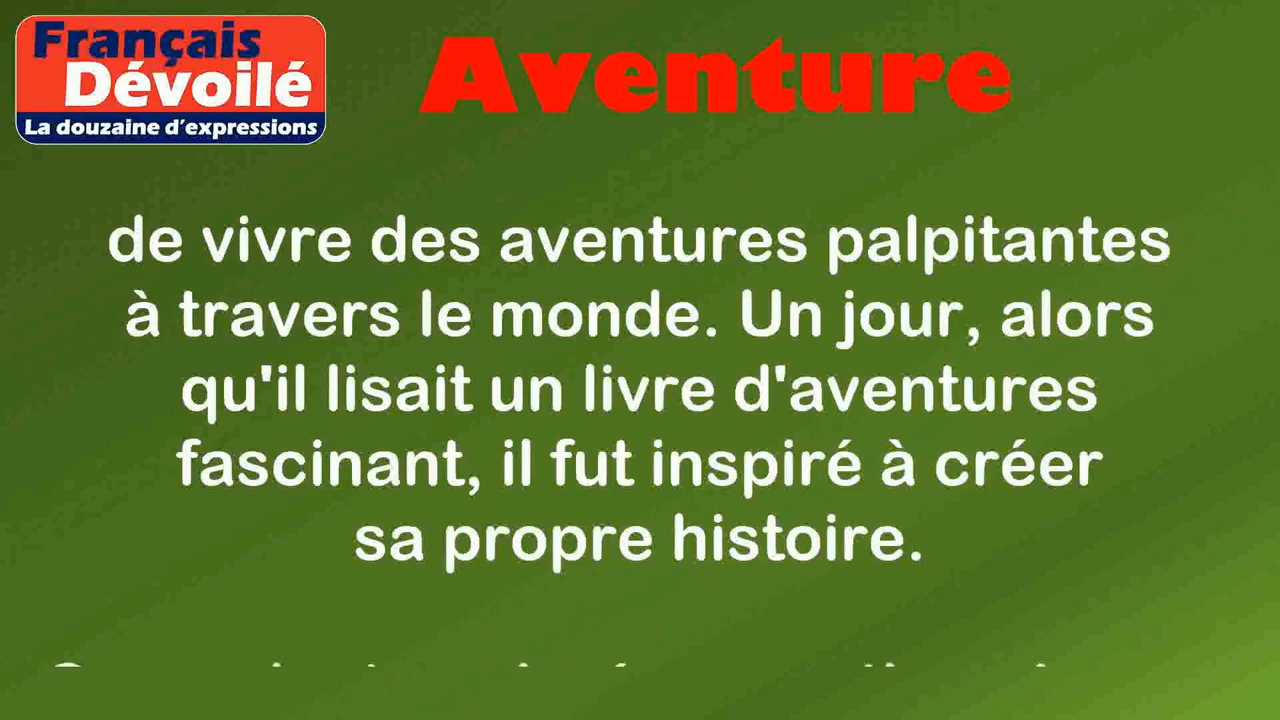 Français
Dévoilé
La douzaine d'expressions
Aventure
de vivre des aventures palpitantes
à travers le monde. Un jour, alors
qu'il lisait un livre d'aventures
fascinant, il fut inspiré à créer
sa propre histoire.